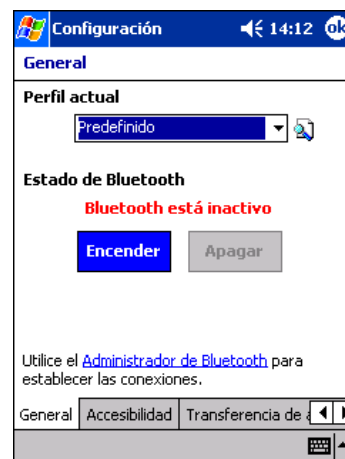 Configuración 14:12 ok
General
Perfil actual
Predefinido
Estado de Bluetooth
Bluetooth está inactivo
Encender Apagar
Utilice el Administrador de Bluetooth para
establecer las conexiones.
General Accesibilidad Transferencia de